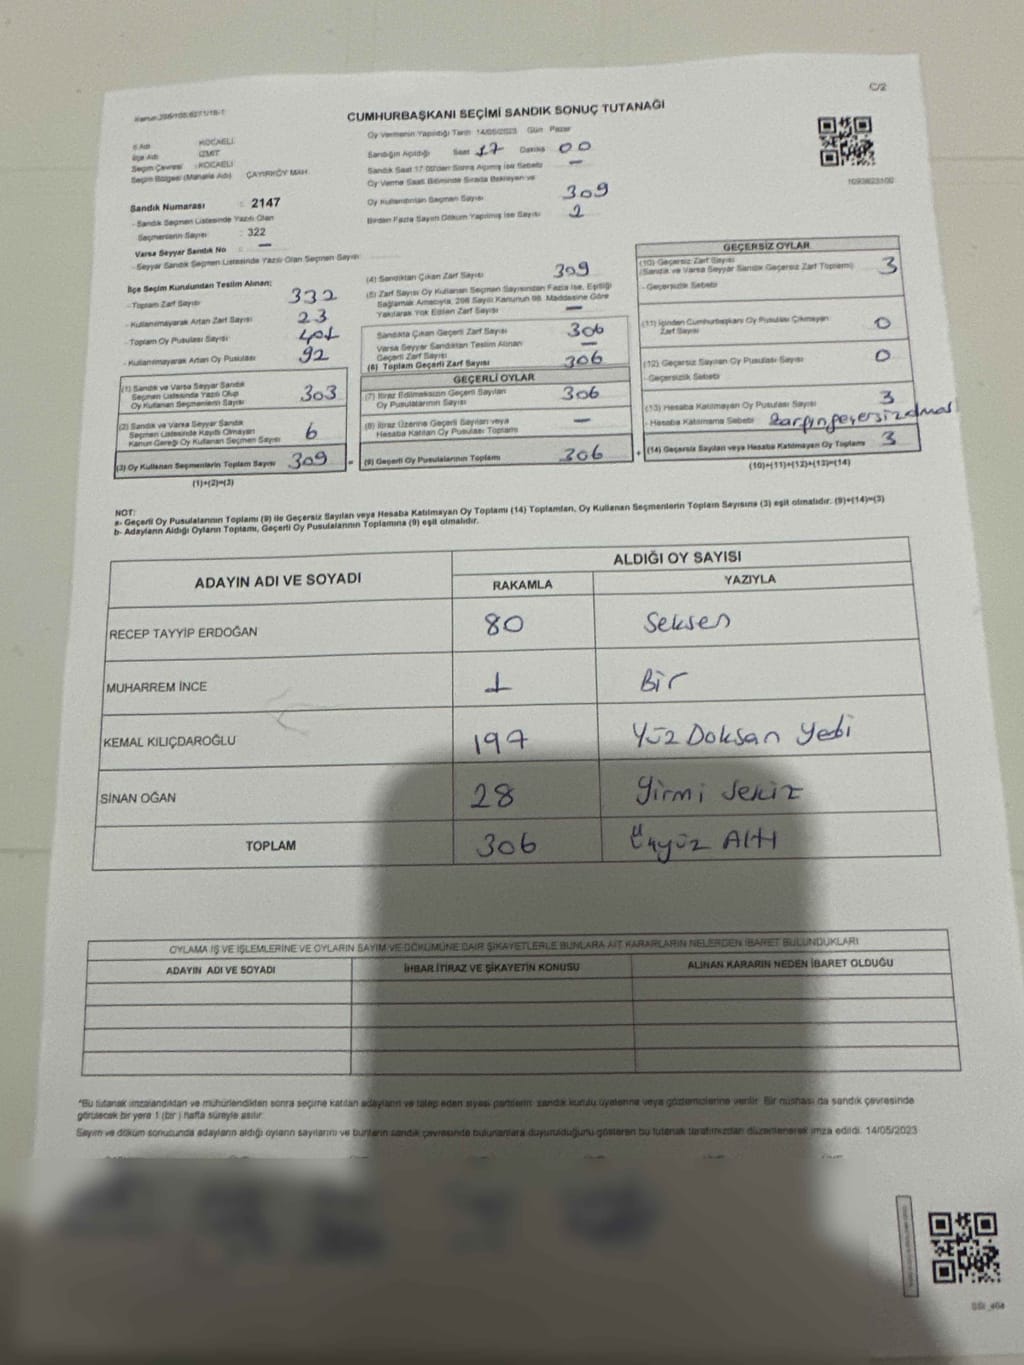 C/2
CUMHURBAŞKANI SEÇİMİ SANDIK SONUÇ TUTANAĞI
Oy Vermenin Yapıldığı Tarih 14/05/2023 Gün Pazar
İl Adı KOCAELİ
İlçe Adı İZMİT
Seçim Çevresi : KOCAELİ
Seçim Bölgesi (Mahalle Adı) ÇAYIRKÖY MAH.
Sandığın Açıldığı Saat 17 Dakika 00
Sandık Saat 17:00'den Sonra Açılmış İse Sebebi —
Oy Verme Saati Bitiminde Sırada Bekleyen ve
Oy Kullandırılan Seçmen Sayısı 309
Birden Fazla Sayım Döküm Yapılmış İse Sayısı 2
Sandık Numarası : 2147
- Sandık Seçmen Listesinde Yazılı Olan
Seçmenlerin Sayısı : 322
Varsa Seyyar Sandık No —
- Seyyar Sandık Seçmen Listesinde Yazılı Olan Seçmen Sayısı
İlçe Seçim Kurulundan Teslim Alınan;
- Toplam Zarf Sayısı 332
- Kullanılmayarak Artan Zarf Sayısı 23
- Toplam Oy Pusulası Sayısı 401
- Kullanılmayarak Artan Oy Pusulası 92
(1) Sandık ve Varsa Seyyar Sandık
Seçmen Listesinde Yazılı Olup
Oy Kullanan Seçmenlerin Sayısı 303
(2) Sandık ve Varsa Seyyar Sandık
Seçmen Listesinde Kayıtlı Olmayan
Kanun Gereği Oy Kullanan Seçmen Sayısı 6
(3) Oy Kullanan Seçmenlerin Toplam Sayısı 309
(1)+(2)=(3)
(4) Sandıktan Çıkan Zarf Sayısı 309
(5) Zarf Sayısı Oy Kullanan Seçmen Sayısından Fazla İse, Eşitliği
Sağlamak Amacıyla, 298 Sayılı Kanunun 98. Maddesine Göre
Yakılarak Yok Edilen Zarf Sayısı —
Sandıkta Çıkan Geçerli Zarf Sayısı 306
Varsa Seyyar Sandıktan Teslim Alınan
Geçerli Zarf Sayısı —
(6) Toplam Geçerli Zarf Sayısı 306
GEÇERLİ OYLAR
(7) İtiraz Edilmeksizin Geçerli Sayılan
Oy Pusulalarının Sayısı 306
(8) İtiraz Üzerine Geçerli Sayılan veya
Hesaba Katılan Oy Pusulası Toplamı —
= (9) Geçerli Oy Pusulalarının Toplamı 306
GEÇERSİZ OYLAR
(10) Geçersiz Zarf Sayısı
(Sandık ve Varsa Seyyar Sandık Geçersiz Zarf Toplamı) 3
- Geçersizlik Sebebi
(11) İçinden Cumhurbaşkanı Oy Pusulası Çıkmayan
Zarf Sayısı 0
(12) Geçersiz Sayılan Oy Pusulası Sayısı 0
- Geçersizlik Sebebi
(13) Hesaba Katılmayan Oy Pusulası Sayısı 3
- Hesaba Katılmama Sebebi zarfın geçersiz olması
+ (14) Geçersiz Sayılan veya Hesaba Katılmayan Oy Toplamı 3
(10)+(11)+(12)+(13)=(14)
NOT:
a- Geçerli Oy Pusulalarının Toplamı (9) ile Geçersiz Sayılan veya Hesaba Katılmayan Oy Toplamı (14) Toplamları, Oy Kullanan Seçmenlerin Toplam Sayısına (3) eşit olmalıdır. (9)+(14)=(3)
b- Adayların Aldığı Oyların Toplamı, Geçerli Oy Pusulalarının Toplamına (9) eşit olmalıdır.
ADAYIN ADI VE SOYADI
ALDIĞI OY SAYISI
RAKAMLA YAZIYLA
RECEP TAYYİP ERDOĞAN 80 Seksen
MUHARREM İNCE 1 Bir
KEMAL KILIÇDAROĞLU 197 Yüz Doksan Yedi
SİNAN OĞAN 28 Yirmi Sekiz
TOPLAM 306 Üçyüz Altı
OYLAMA İŞ VE İŞLEMLERİNE VE OYLARIN SAYIM VE DÖKÜMÜNE DAİR ŞİKAYETLERLE BUNLARA AİT KARARLARIN NELERDEN İBARET BULUNDUKLARI
ADAYIN ADI VE SOYADI İHBAR İTİRAZ VE ŞİKAYETİN KONUSU ALINAN KARARIN NEDEN İBARET OLDUĞU
*Bu tutanak imzalandıktan ve mühürlendikten sonra seçime katılan adayların ve talep eden siyasi partilerin sandık kurulu üyelerine veya gözlemcilerine verilir. Bir nüshası da sandık çevresinde
görülecek bir yere 1 (bir) hafta süreyle asılır.
Sayım ve döküm sonucunda adayların aldığı oyların sayılarını ve bunların sandık çevresinde bulunanlara duyurulduğunu gösteren bu tutanak tarafımızdan düzenlenerek imza edildi. 14/05/2023